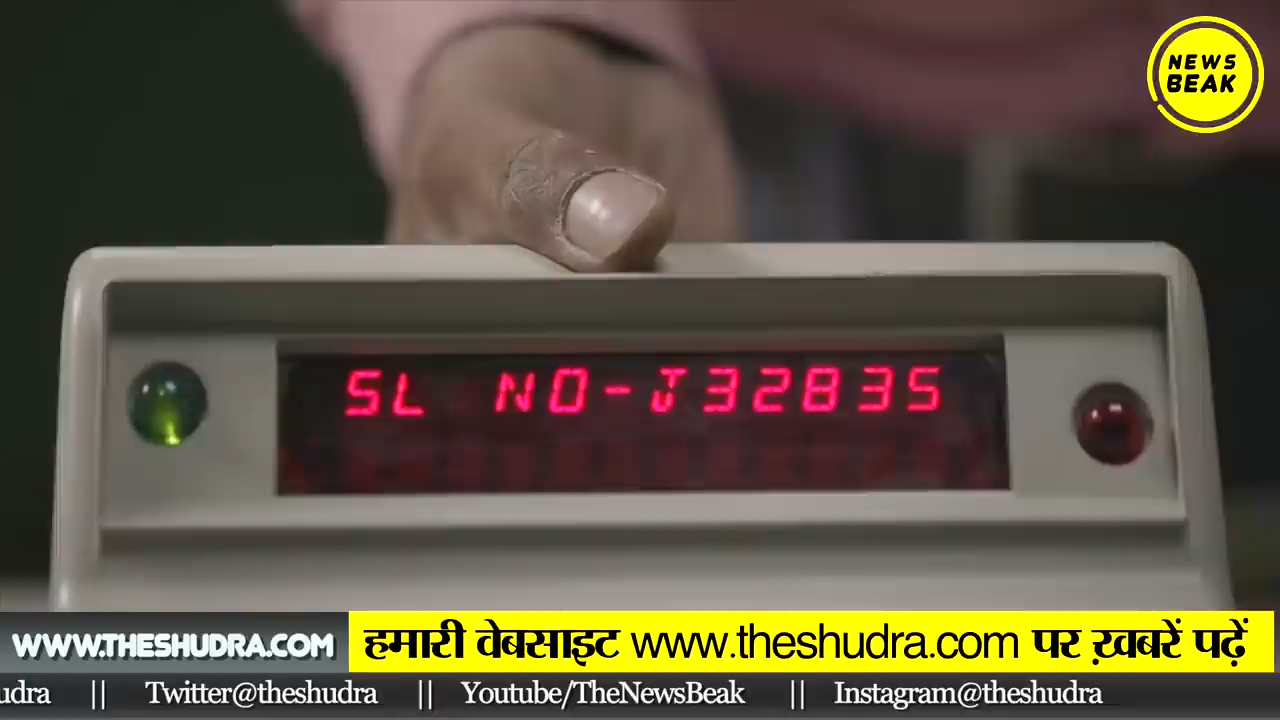 NEWS
BEAK
SL NO-J32835
WWW.THESHUDRA.COM
हमारी वेबसाइट www.theshudra.com पर ख़बरें पढ़ें
udra || Twitter@theshudra || Youtube/TheNewsBeak || Instagram@theshudra